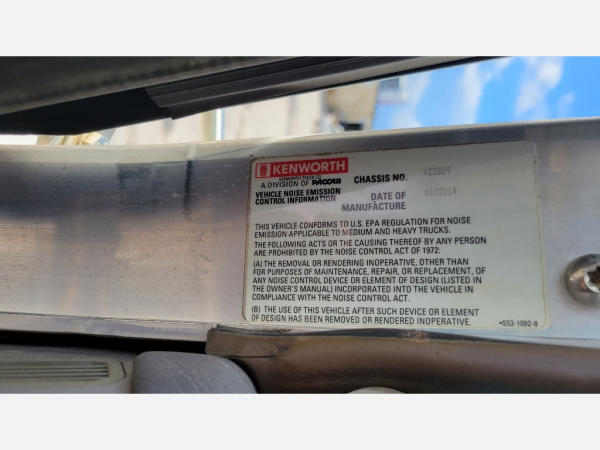 KENWORTH
KENWORTH TRUCK CO.
A DIVISION OF PACCAR
CHASSIS NO.
VEHICLE NOISE EMISSION
CONTROL INFORMATION
DATE OF
MANUFACTURE
01/2014
THIS VEHICLE CONFORMS TO U.S. EPA REGULATION FOR NOISE
EMISSION APPLICABLE TO MEDIUM AND HEAVY TRUCKS.
THE FOLLOWING ACTS OR THE CAUSING THEREOF BY ANY PERSON
ARE PROHIBITED BY THE NOISE CONTROL ACT OF 1972:
(A) THE REMOVAL OR RENDERING INOPERATIVE, OTHER THAN
FOR PURPOSES OF MAINTENANCE, REPAIR, OR REPLACEMENT, OF
ANY NOISE CONTROL DEVICE OR ELEMENT OF DESIGN (LISTED IN
THE OWNER'S MANUAL) INCORPORATED INTO THE VEHICLE IN
COMPLIANCE WITH THE NOISE CONTROL ACT.
(B) THE USE OF THIS VEHICLE AFTER SUCH DEVICE OR ELEMENT
OF DESIGN HAS BEEN REMOVED OR RENDERED INOPERATIVE.
•S53-1092-B